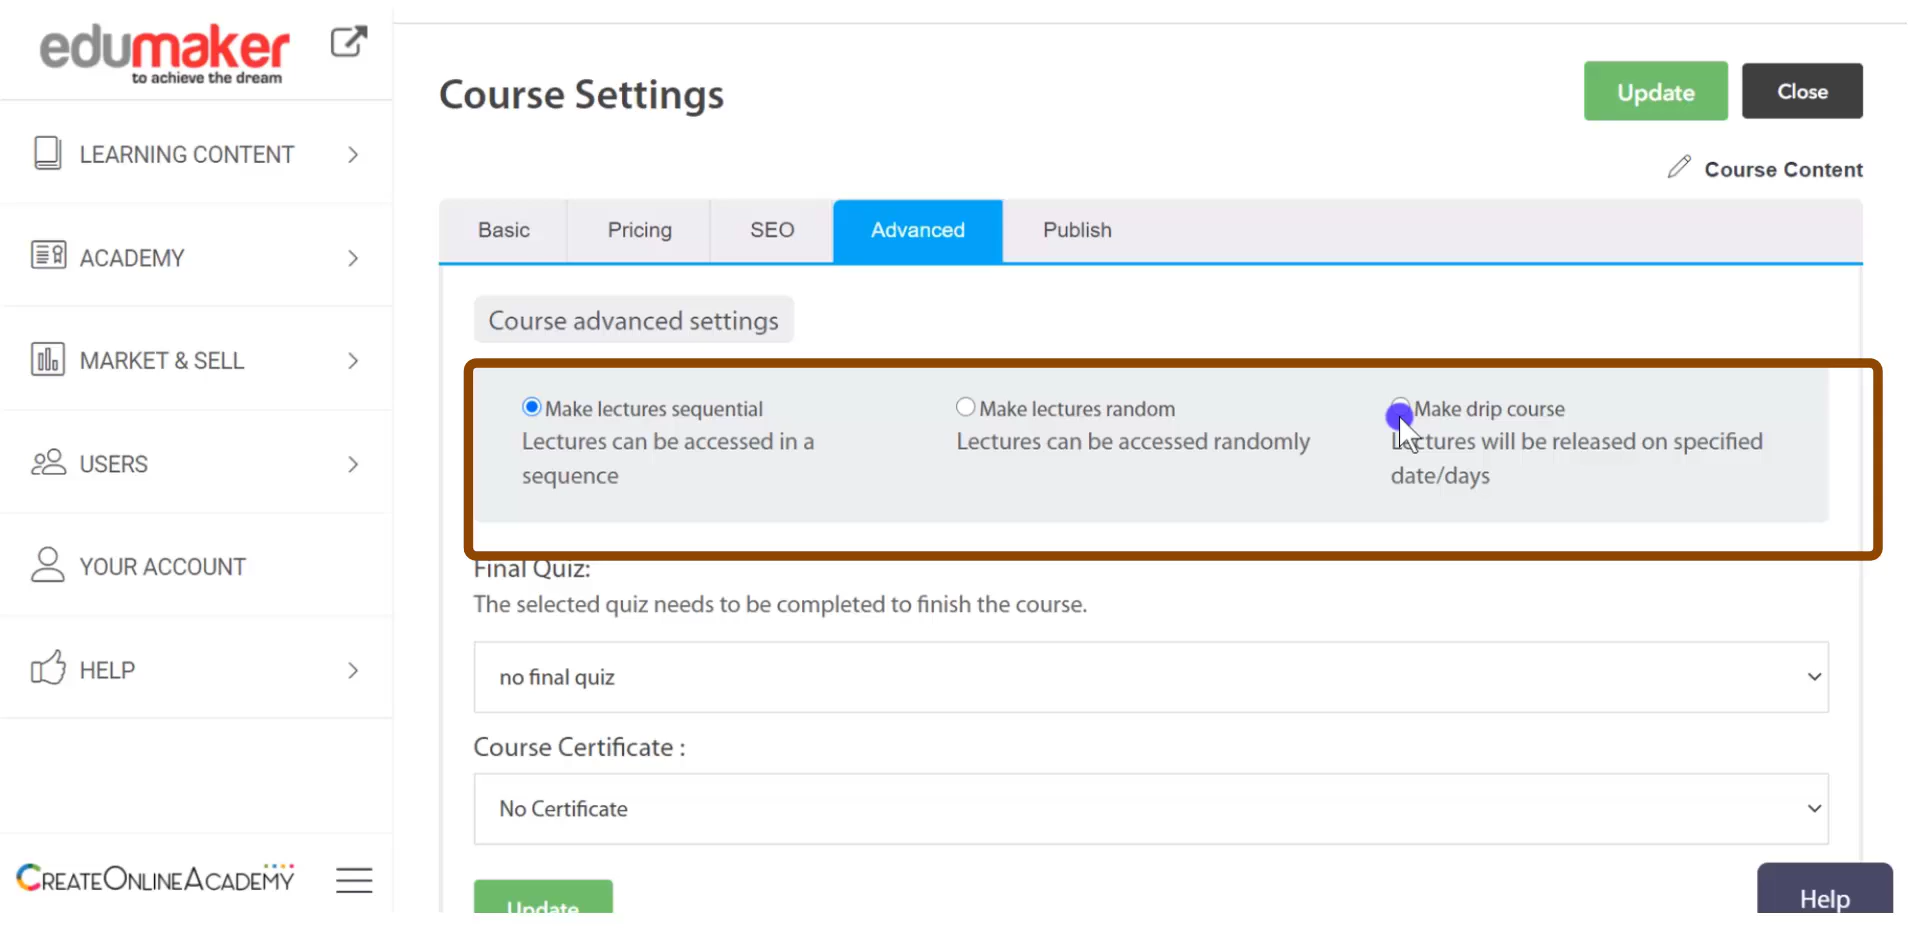 edumaker
to achieve the dream
LEARNING CONTENT
ACADEMY
MARKET & SELL
USERS
YOUR ACCOUNT
HELP
CREATEONLINEACADEMY
Course Settings
Update
Close
Course Content
Basic
Pricing
SEO
Advanced
Publish
Course advanced settings
Make lectures sequential
Lectures can be accessed in a
sequence
Make lectures random
Lectures can be accessed randomly
Make drip course
Lectures will be released on specified
date/days
Final Quiz:
The selected quiz needs to be completed to finish the course.
no final quiz
Course Certificate :
No Certificate
Update
Help